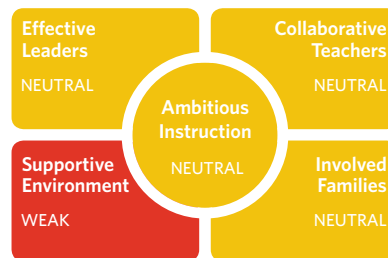 Effective
Leaders
NEUTRAL
Collaborative
Teachers
NEUTRAL
Ambitious
Instruction
NEUTRAL
Supportive
Environment
WEAK
Involved
Families
NEUTRAL